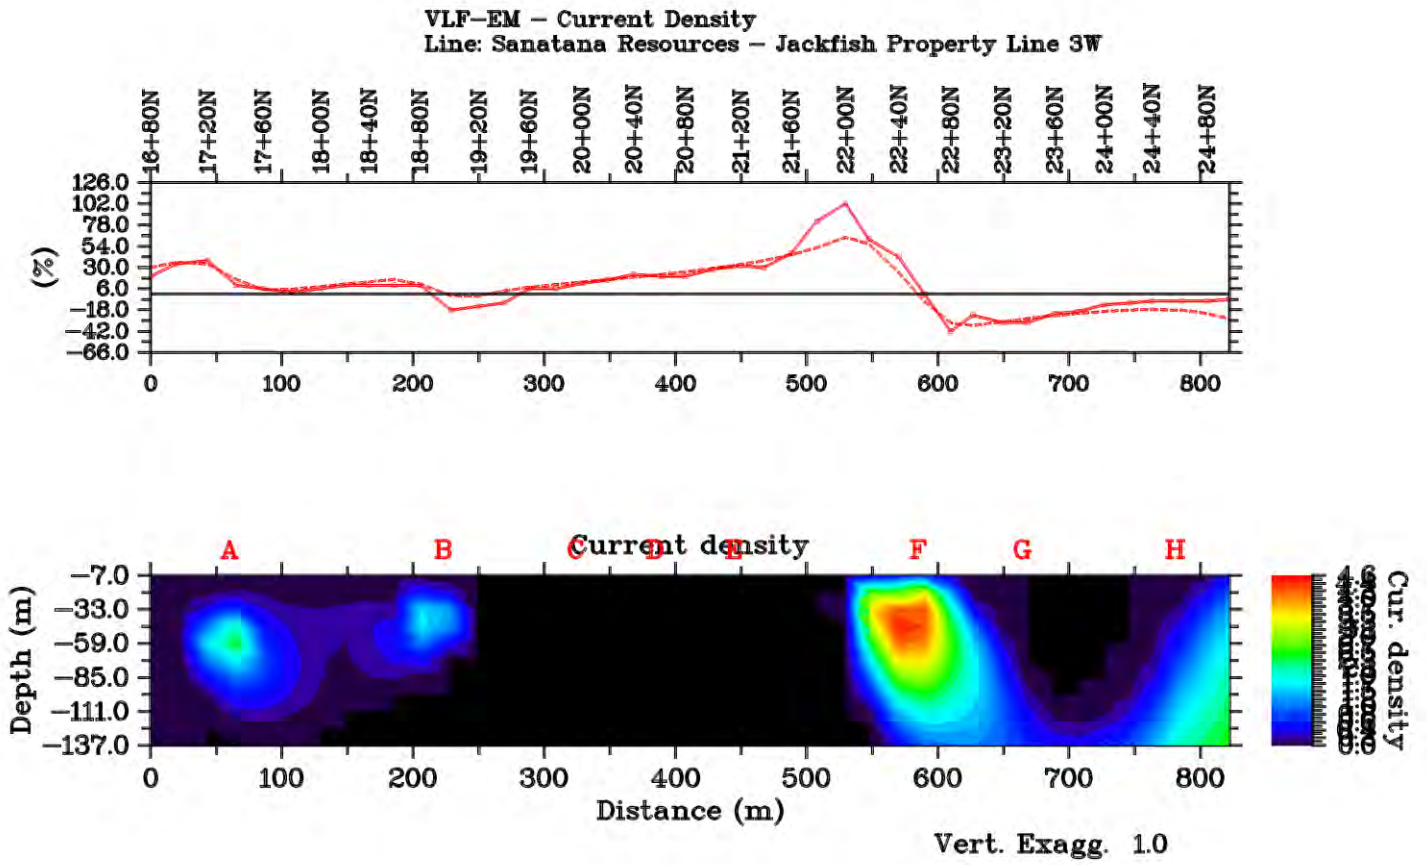 VLF-EM - Current Density
Line: Sanatana Resources - Jackfish Property Line 3W
16+80N 17+20N 17+60N 18+00N 18+40N 18+80N 19+20N 19+60N 20+00N 20+40N 20+80N 21+20N 21+60N 22+00N 22+40N 22+80N 23+20N 23+60N 24+00N 24+40N 24+80N
(%)
126.0
102.0
78.0
54.0
30.0
6.0
-18.0
-42.0
-66.0
0 100 200 300 400 500 600 700 800
Current density
A B C D E F G H
Depth (m)
-7.0
-33.0
-59.0
-85.0
-111.0
-137.0
0 100 200 300 400 500 600 700 800
Distance (m)
4.6
0.0
Cur. density
Vert. Exagg. 1.0